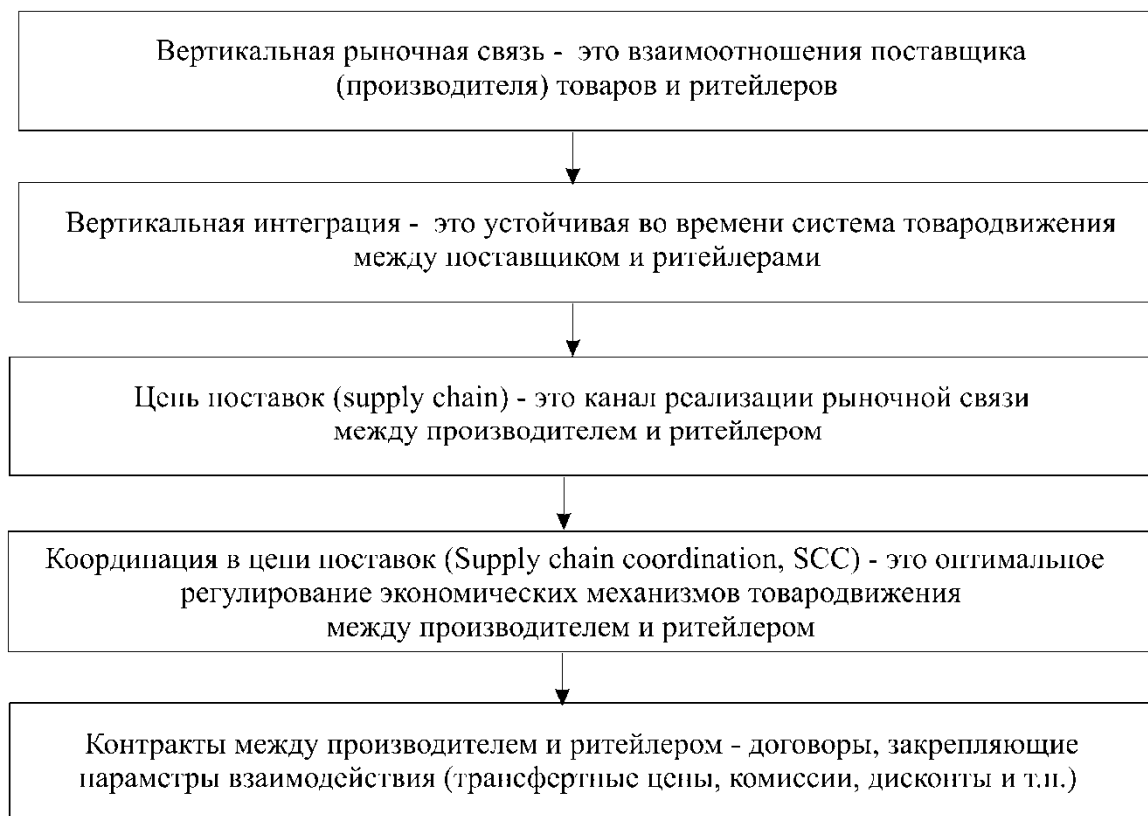 Вертикальная рыночная связь - это взаимоотношения поставщика
(производителя) товаров и ритейлеров
Вертикальная интеграция - это устойчивая во времени система товародвижения
между поставщиком и ритейлерами
Цепь поставок (supply chain) - это канал реализации рыночной связи
между производителем и ритейлером
Координация в цепи поставок (Supply chain coordination, SCC) - это оптимальное
регулирование экономических механизмов товародвижения
между производителем и ритейлером
Контракты между производителем и ритейлером - договоры, закрепляющие
параметры взаимодействия (трансфертные цены, комиссии, дисконты и т.п.)